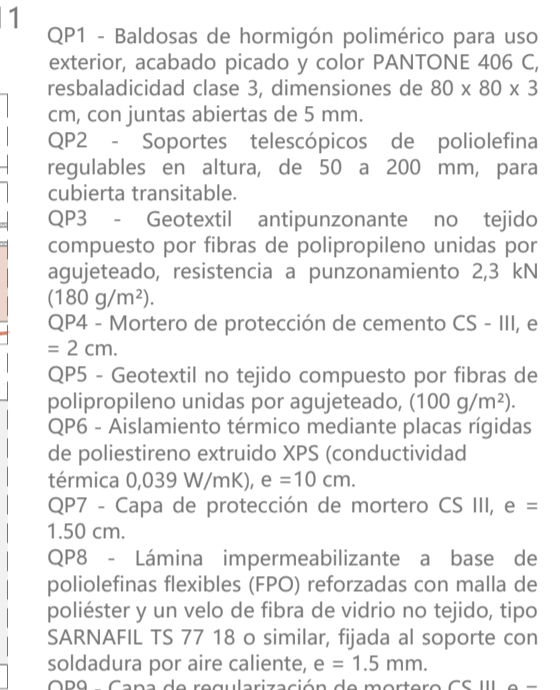 11
QP1 - Baldosas de hormigón polimérico para uso
exterior, acabado picado y color PANTONE 406 C,
resbaladicidad clase 3, dimensiones de 80 x 80 x 3
cm, con juntas abiertas de 5 mm.
QP2 - Soportes telescópicos de poliolefina
regulables en altura, de 50 a 200 mm, para
cubierta transitable.
QP3 - Geotextil antipunzonante no tejido
compuesto por fibras de polipropileno unidas por
agujeteado, resistencia a punzonamiento 2,3 kN
(180 g/m²).
QP4 - Mortero de protección de cemento CS - III, e
= 2 cm.
QP5 - Geotextil no tejido compuesto por fibras de
polipropileno unidas por agujeteado, (100 g/m²).
QP6 - Aislamiento térmico mediante placas rígidas
de poliestireno extruido XPS (conductividad
térmica 0,039 W/mK), e =10 cm.
QP7 - Capa de protección de mortero CS III, e =
1.50 cm.
QP8 - Lámina impermeabilizante a base de
poliolefinas flexibles (FPO) reforzadas con malla de
poliéster y un velo de fibra de vidrio no tejido, tipo
SARNAFIL TS 77 18 o similar, fijada al soporte con
soldadura por aire caliente, e = 1.5 mm.
QP9 - Capa de regularización de mortero CS III, e =